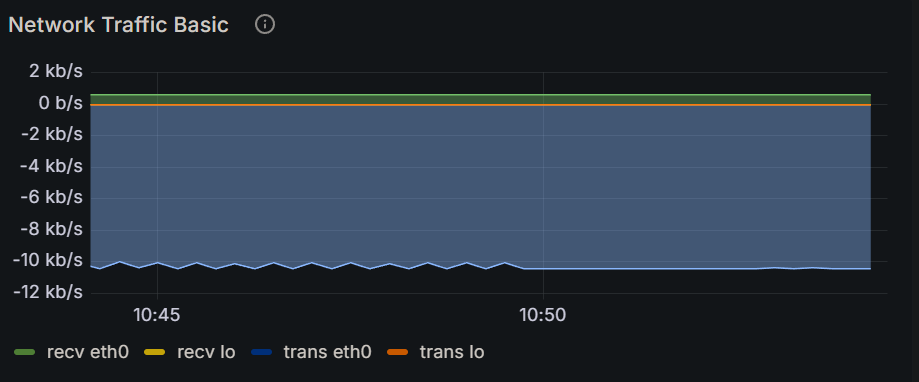 Network Traffic Basic
2 kb/s
0 b/s
-2 kb/s
-4 kb/s
-6 kb/s
-8 kb/s
-10 kb/s
-12 kb/s
10:45 10:50
recv eth0 recv lo trans eth0 trans lo